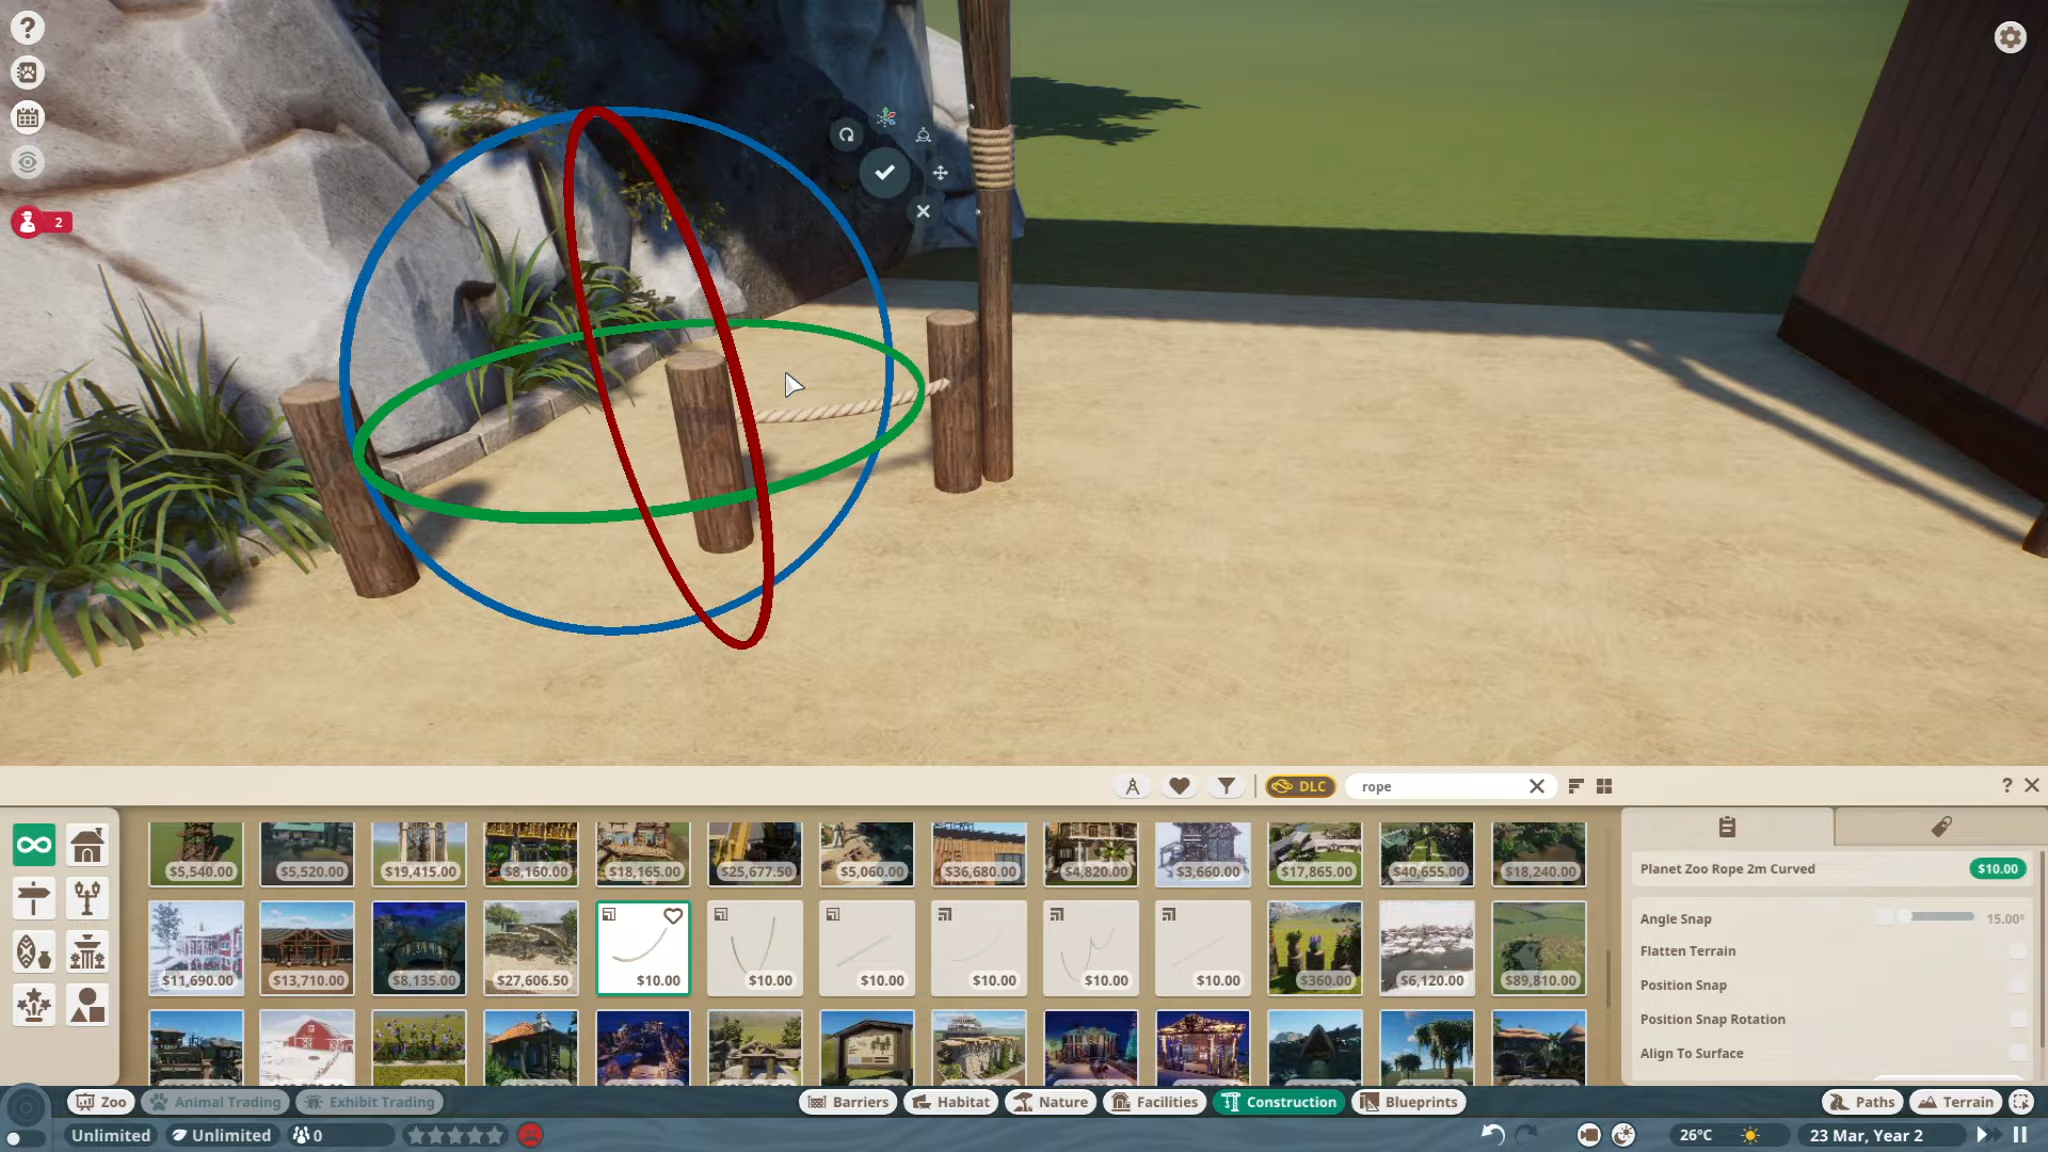 ?
2
DLC
rope
?
$5,540.00
$5,520.00
$19,415.00
$8,160.00
$18,165.00
$25,677.50
$5,060.00
$36,680.00
$4,820.00
$3,660.00
$17,865.00
$40,655.00
$18,240.00
Planet Zoo Rope 2m Curved
$10.00
$11,690.00
$13,710.00
$8,135.00
$27,606.50
$10.00
$10.00
$10.00
$10.00
$10.00
$10.00
$360.00
$6,120.00
$89,810.00
Angle Snap
15.00°
Flatten Terrain
Position Snap
Position Snap Rotation
Align To Surface
Zoo
Animal Trading
Exhibit Trading
Barriers
Habitat
Nature
Facilities
Construction
Blueprints
Paths
Terrain
Unlimited
Unlimited
0
26°C
23 Mar, Year 2